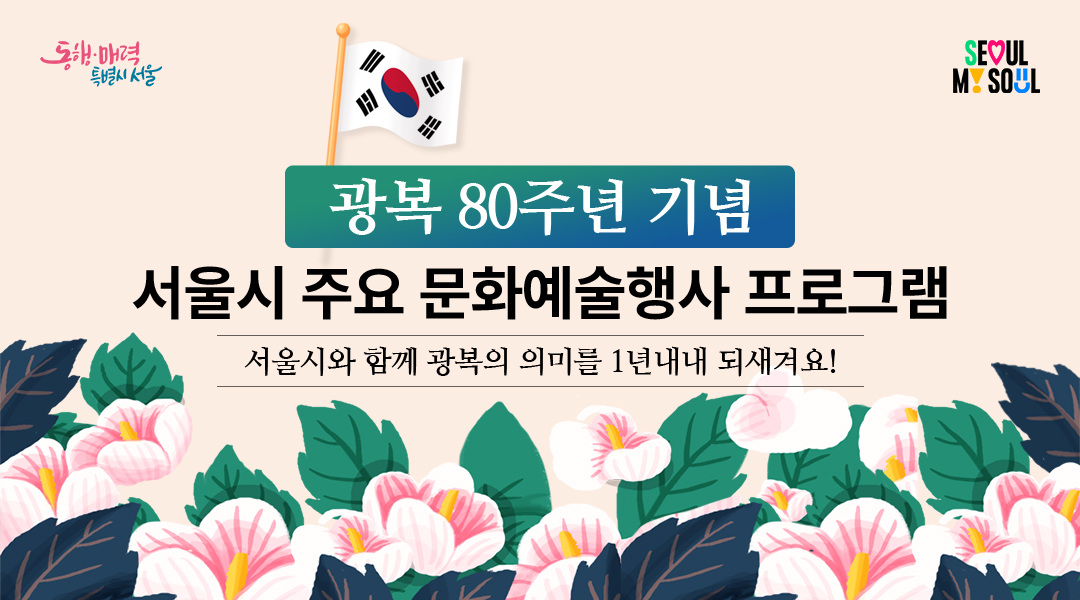 동행·매력
특별시 서울
SEOUL
MY SOUL
광복 80주년 기념
서울시 주요 문화예술행사 프로그램
서울시와 함께 광복의 의미를 1년내내 되새겨요!